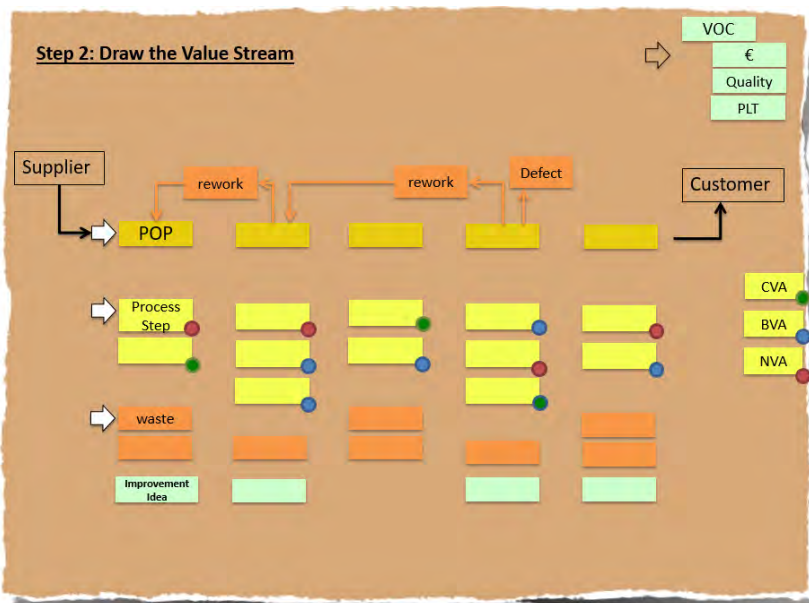 VOC
Step 2: Draw the Value Stream
€
Quality
PLT
Supplier
rework
rework
Defect
Customer
POP
Process
Step
CVA
BVA
NVA
waste
Improvement
Idea